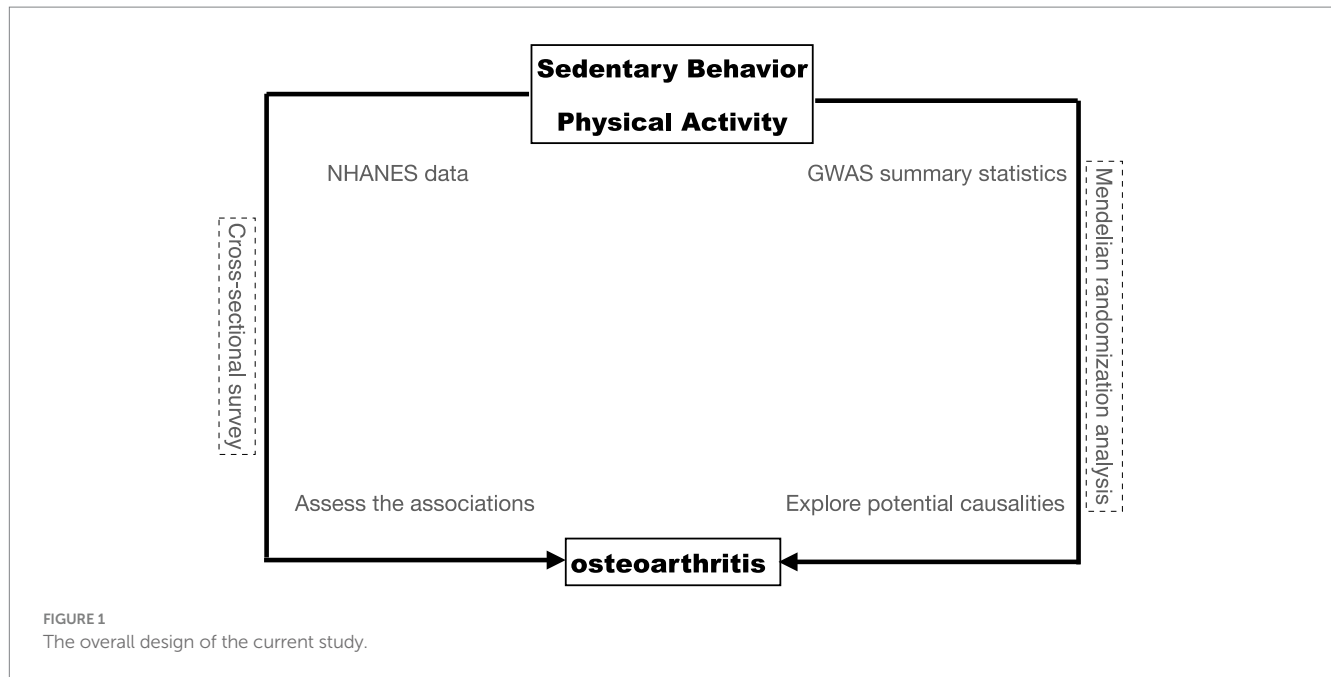 Sedentary Behavior
Physical Activity
NHANES data
GWAS summary statistics
Cross-sectional survey
Mendelian randomization analysis
Assess the associations
Explore potential causalities
osteoarthritis
FIGURE 1
The overall design of the current study.